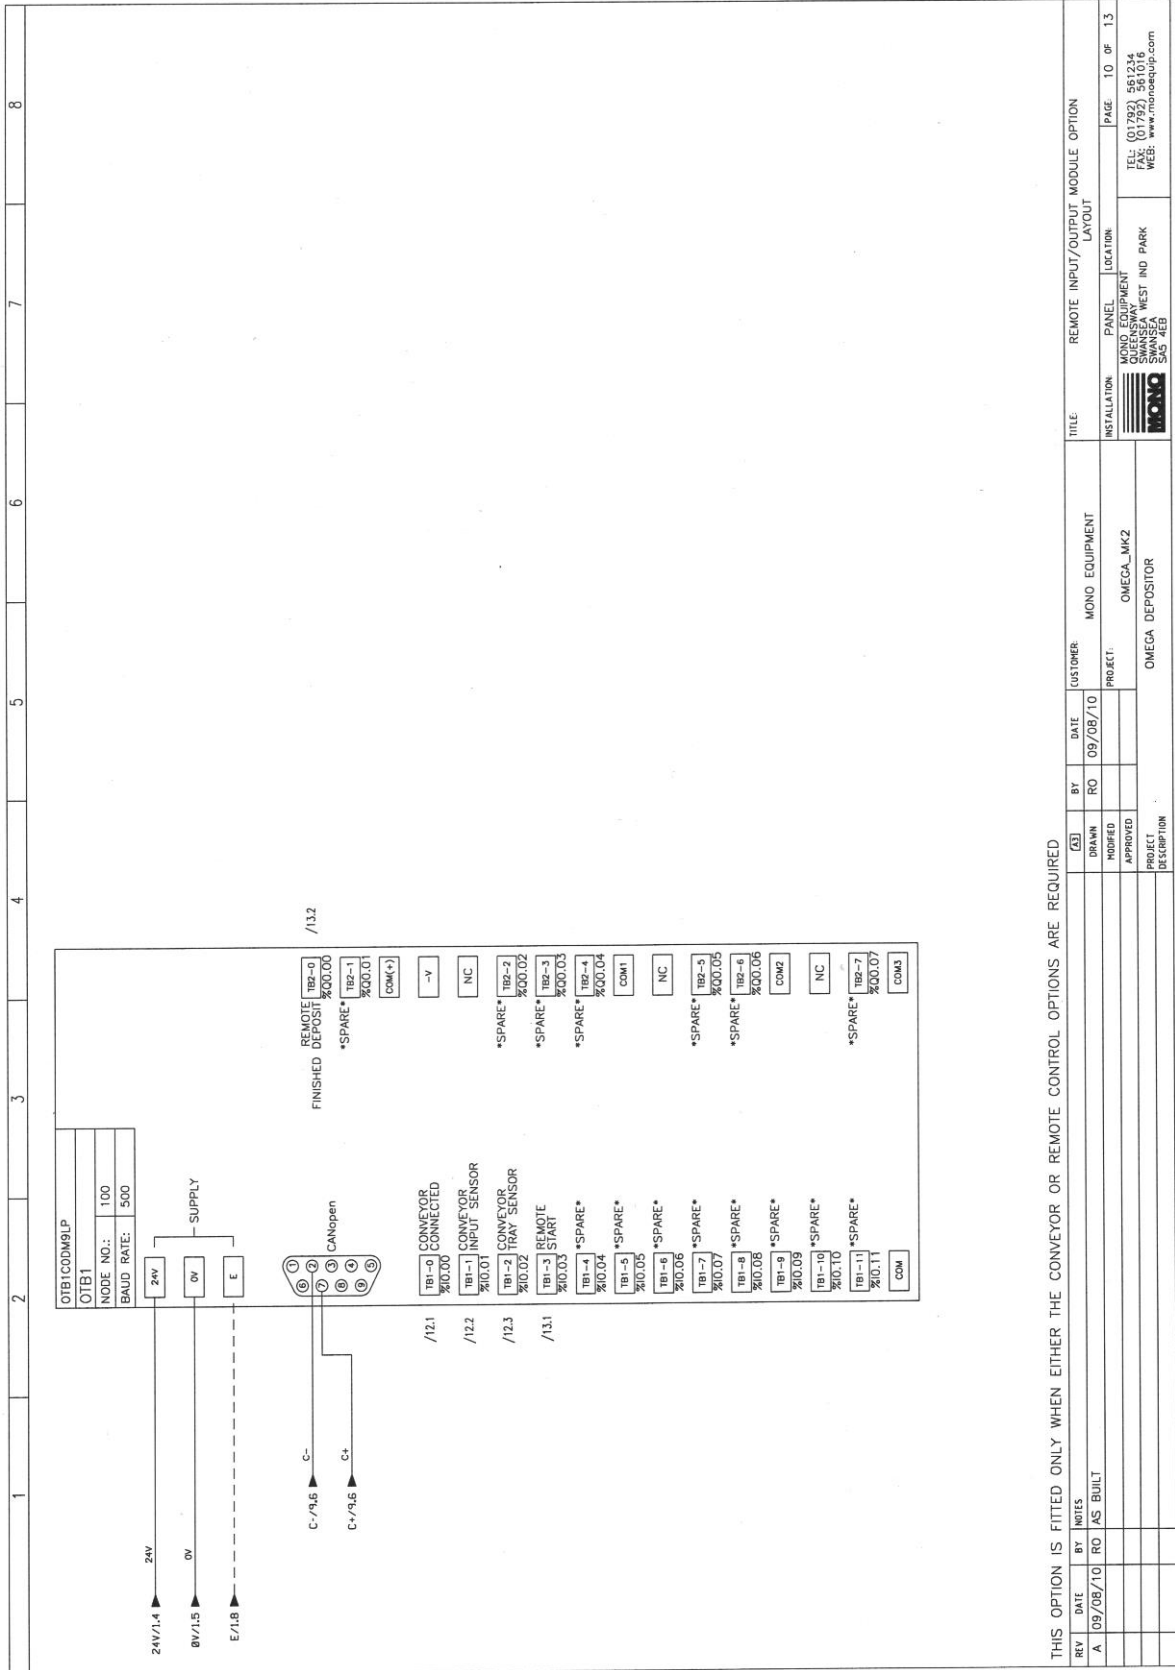 1 2 3 4 5 6 7 8
OTB1C0DM9LP
OTB1
NODE NO.: 100
BAUD RATE: 500
24V/1.4 24V 24V
0V/1.5 0V 0V
E/1.8 E
SUPPLY
C-/9.6 C-
C+/9.6 C+
1 2 3 4 5
6 7 8 9
CANopen
/12.1 TB1-0 CONVEYOR
%I0.00 CONNECTED
/12.2 TB1-1 CONVEYOR
%I0.01 INPUT SENSOR
/12.3 TB1-2 CONVEYOR
%I0.02 TRAY SENSOR
/13.1 TB1-3 REMOTE
%I0.03 START
TB1-4 *SPARE*
%I0.04
TB1-5 *SPARE*
%I0.05
TB1-6 *SPARE*
%I0.06
TB1-7 *SPARE*
%I0.07
TB1-8 *SPARE*
%I0.08
TB1-9 *SPARE*
%I0.09
TB1-10 *SPARE*
%I0.10
TB1-11 *SPARE*
%I0.11
COM
REMOTE
FINISHED DEPOSIT TB2-0 /13.2
%Q0.00
*SPARE* TB2-1
%Q0.01
COM(+)
-V
NC
*SPARE* TB2-2
%Q0.02
*SPARE* TB2-3
%Q0.03
*SPARE* TB2-4
%Q0.04
COM1
NC
*SPARE* TB2-5
%Q0.05
*SPARE* TB2-6
%Q0.06
COM2
NC
*SPARE* TB2-7
%Q0.07
COM3
THIS OPTION IS FITTED ONLY WHEN EITHER THE CONVEYOR OR REMOTE CONTROL OPTIONS ARE REQUIRED
REV DATE BY NOTES
A 09/08/10 RO AS BUILT
A3 BY DATE
DRAWN RO 09/08/10
MODIFIED
APPROVED
PROJECT
DESCRIPTION
OMEGA DEPOSITOR
CUSTOMER:
MONO EQUIPMENT
PROJECT:
OMEGA_MK2
TITLE: REMOTE INPUT/OUTPUT MODULE OPTION
LAYOUT
INSTALLATION: PANEL LOCATION: PAGE: 10 OF 13
MONO
MONO EQUIPMENT
QUEENSWAY
SWANSEA WEST IND PARK
SWANSEA
SA5 4EB
TEL: (01792) 561234
FAX: (01792) 561016
WEB: www.monoequip.com